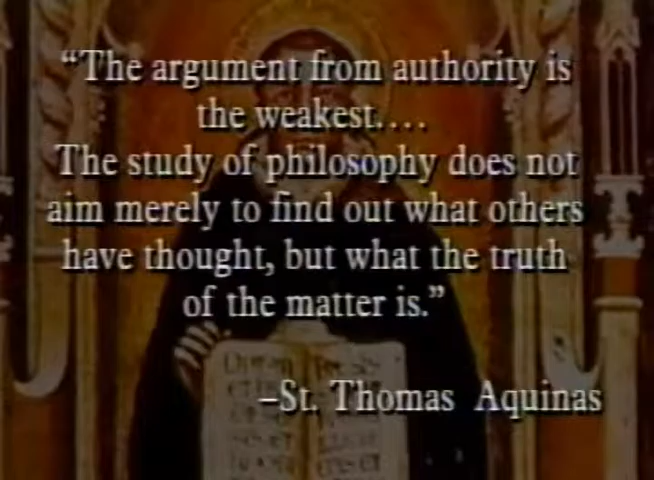 “The argument from authority is
the weakest....
The study of philosophy does not
aim merely to find out what others
have thought, but what the truth
of the matter is.”
–St. Thomas Aquinas